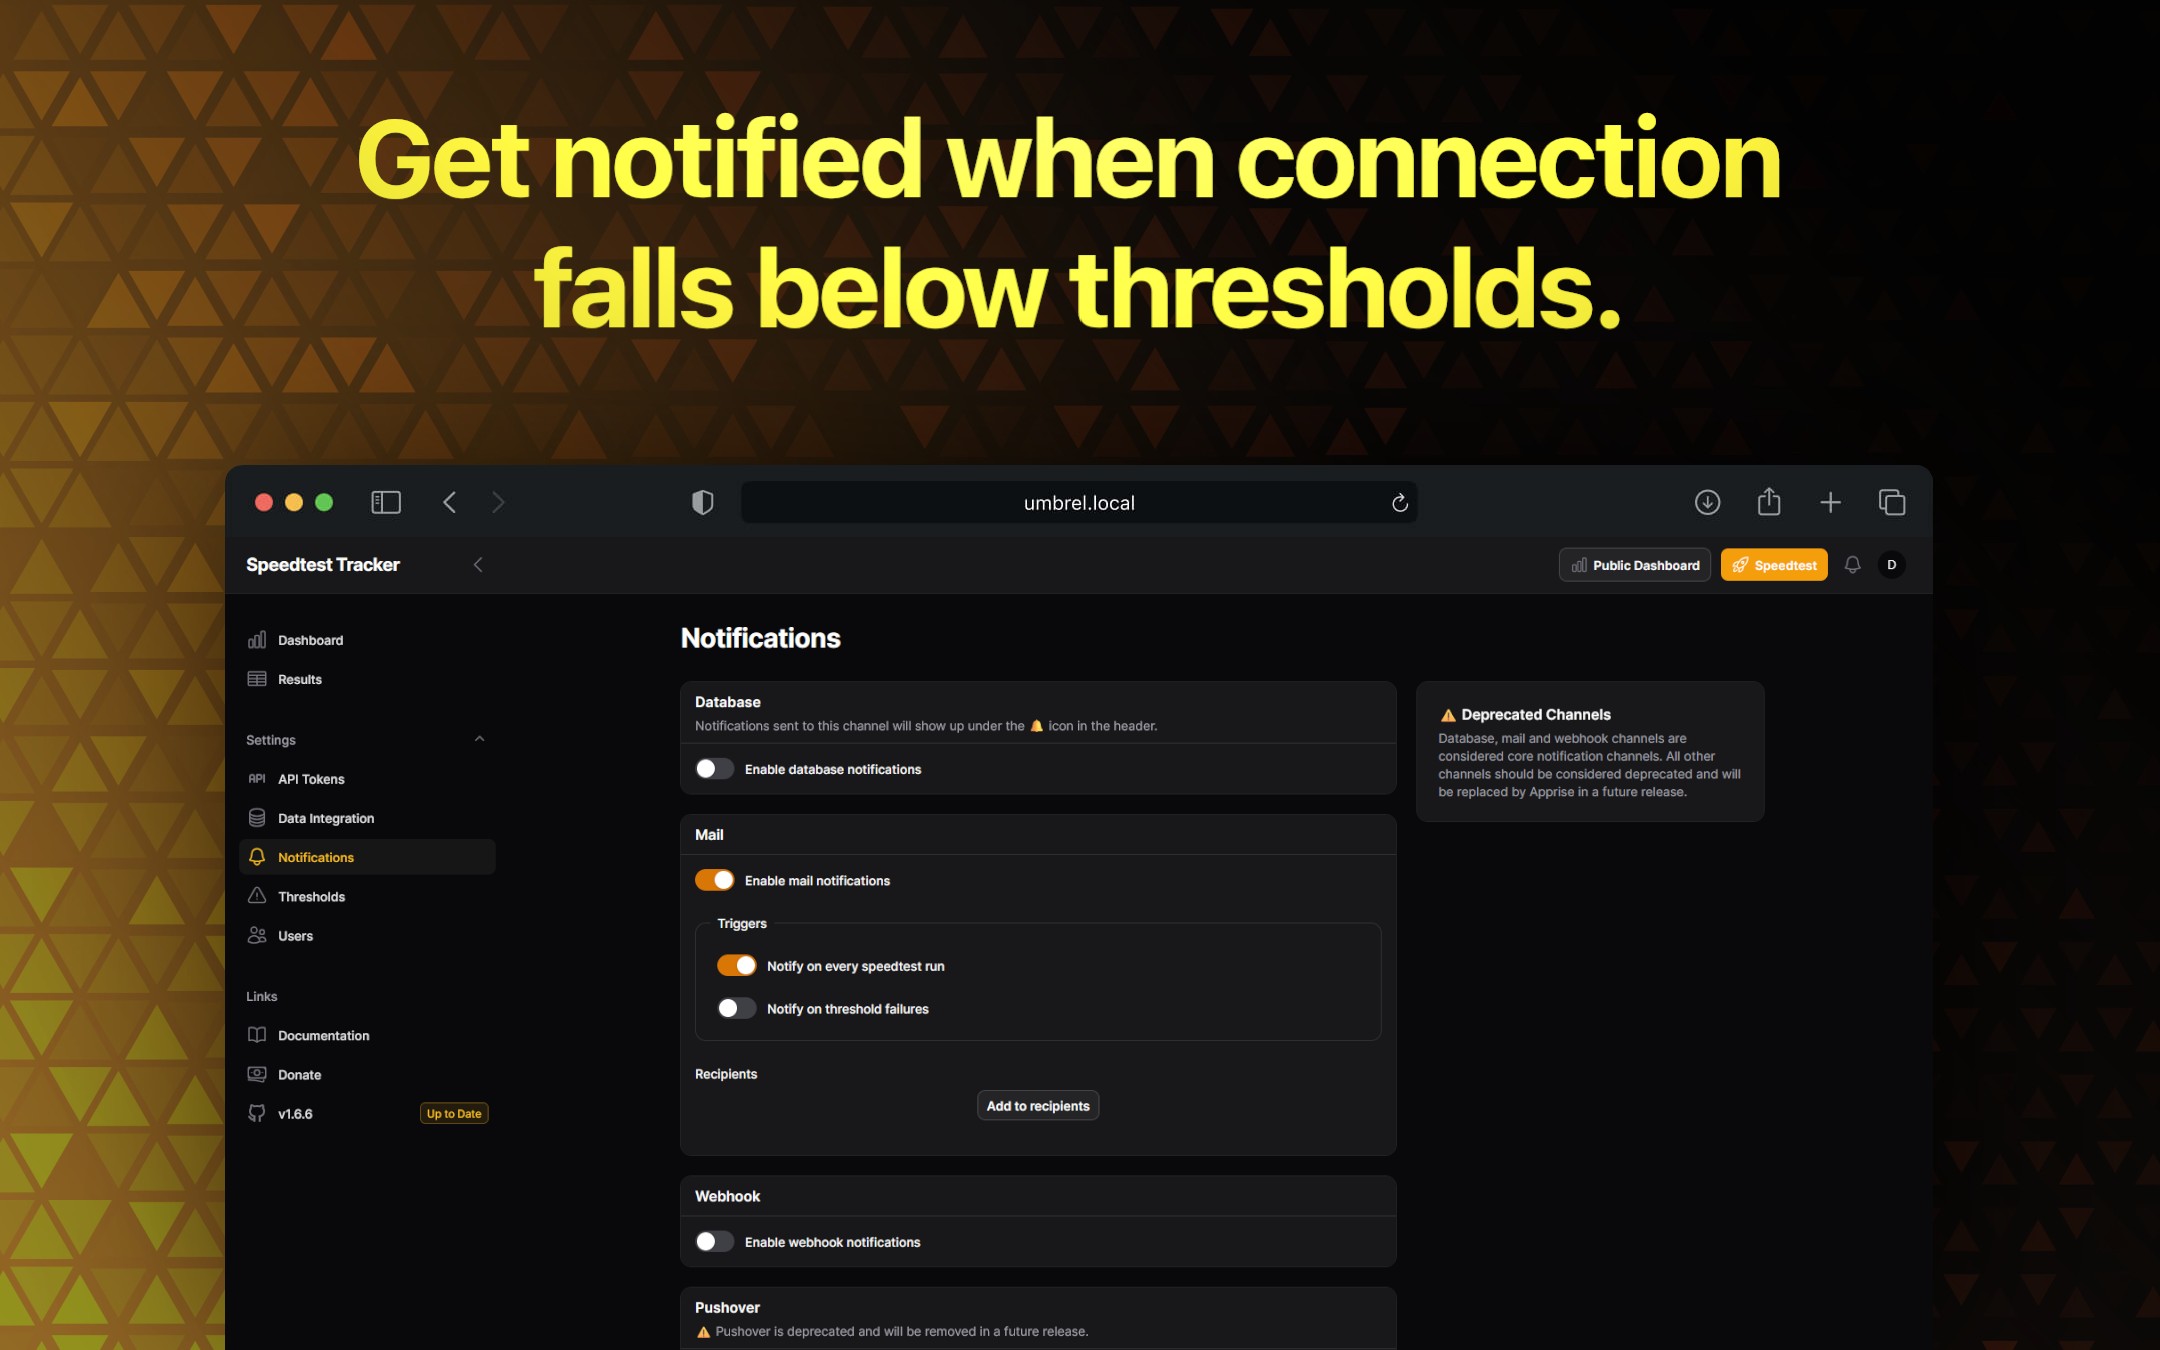 Get notified when connection
falls below thresholds.
umbrel.local
Speedtest Tracker
Public Dashboard
Speedtest
D
Dashboard
Results
Settings
API API Tokens
Data Integration
Notifications
Thresholds
Users
Links
Documentation
Donate
v1.6.6
Up to Date
Notifications
Database
Notifications sent to this channel will show up under the 🔔 icon in the header.
Enable database notifications
Mail
Enable mail notifications
Triggers
Notify on every speedtest run
Notify on threshold failures
Recipients
Add to recipients
Webhook
Enable webhook notifications
Pushover
⚠️ Pushover is deprecated and will be removed in a future release.
⚠️ Deprecated Channels
Database, mail and webhook channels are
considered core notification channels. All other
channels should be considered deprecated and will
be replaced by Apprise in a future release.